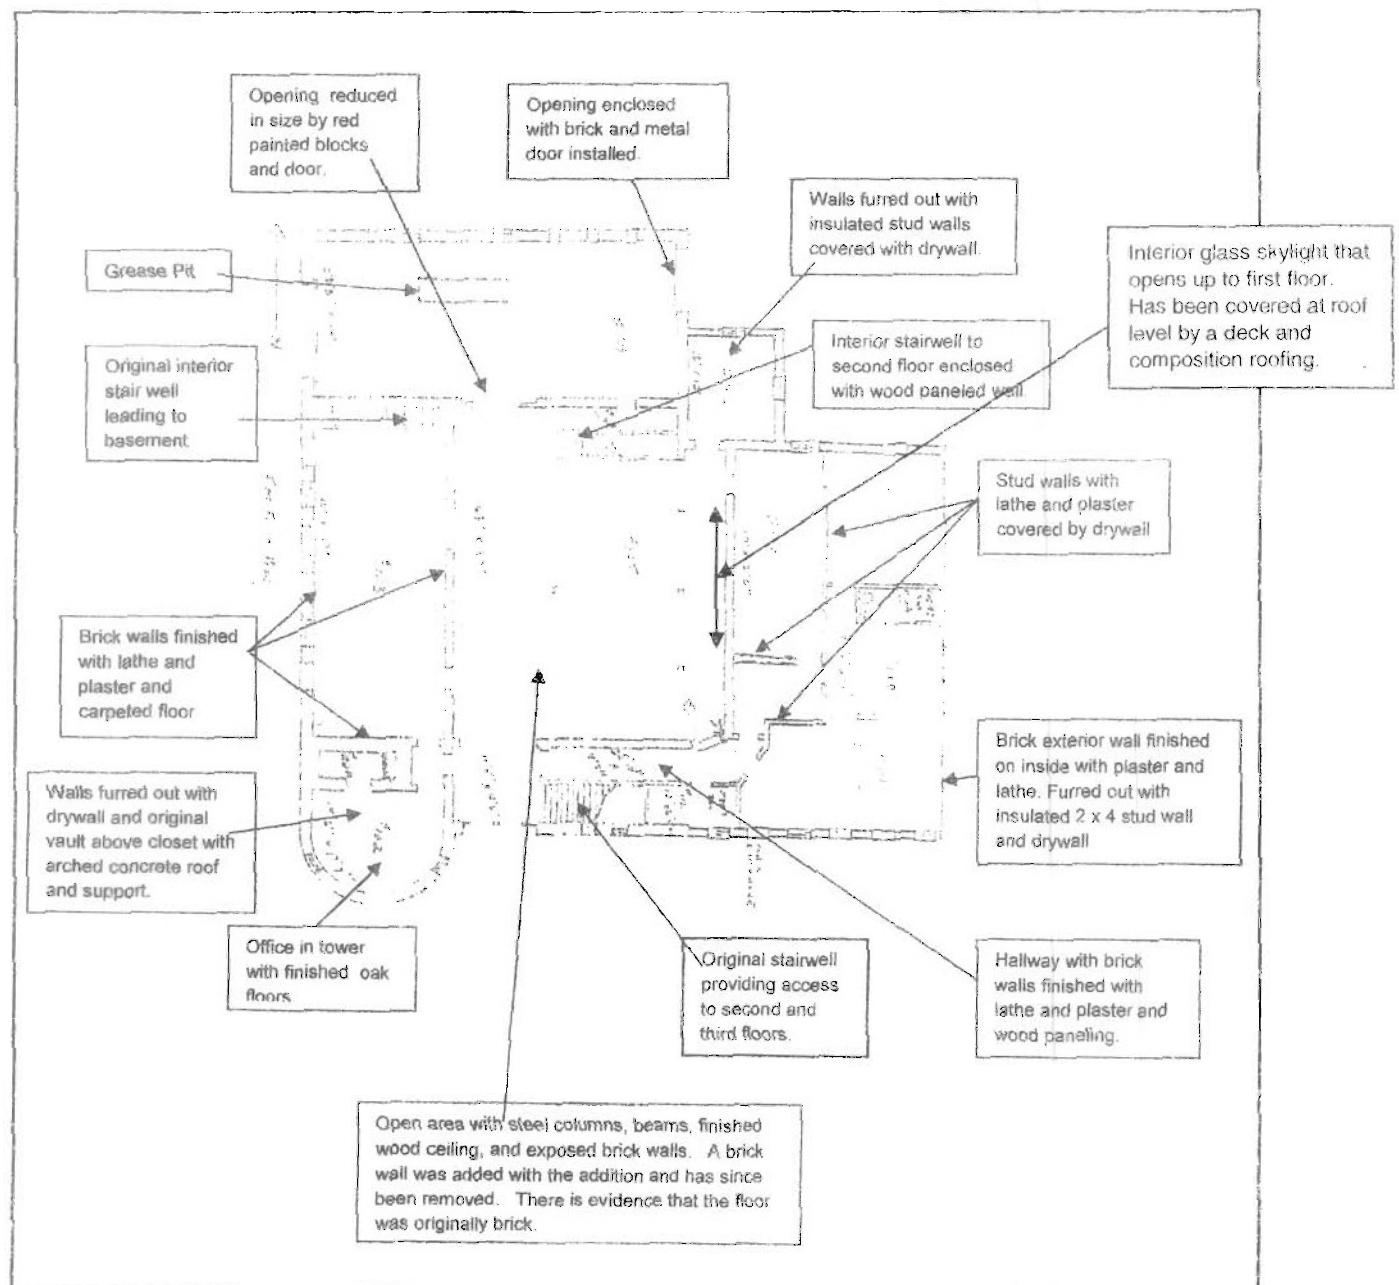 Opening reduced
in size by red
painted blocks
and door.
Opening enclosed
with brick and metal
door installed.
Walls furred out with
insulated stud walls
covered with drywall.
Interior glass skylight that
opens up to first floor.
Has been covered at roof
level by a deck and
composition roofing.
Grease Pit
Original interior
stair well
leading to
basement
Interior stairwell to
second floor enclosed
with wood paneled wall
Stud walls with
lathe and plaster
covered by drywall
Brick walls finished
with lathe and
plaster and
carpeted floor
Brick exterior wall finished
on inside with plaster and
lathe. Furred out with
insulated 2 x 4 stud wall
and drywall
Walls furred out with
drywall and original
vault above closet with
arched concrete roof
and support.
Office in tower
with finished oak
floors
Original stairwell
providing access
to second and
third floors.
Hallway with brick
walls finished with
lathe and plaster and
wood paneling.
Open area with steel columns, beams, finished
wood ceiling, and exposed brick walls. A brick
wall was added with the addition and has since
been removed. There is evidence that the floor
was originally brick.